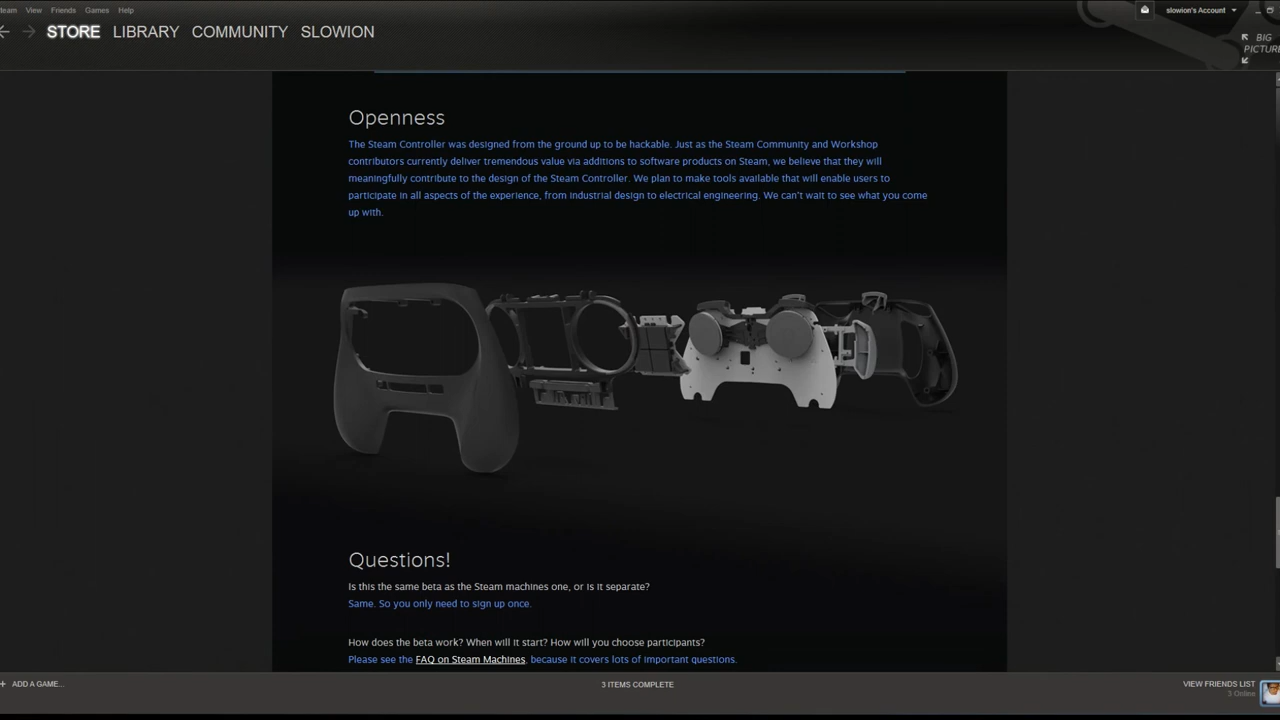 View Friends Games Help
slowion's Account
STORE LIBRARY COMMUNITY SLOWION
BIG
PICTURE
Openness
The Steam Controller was designed from the ground up to be hackable. Just as the Steam Community and Workshop
contributors currently deliver tremendous value via additions to software products on Steam, we believe that they will
meaningfully contribute to the design of the Steam Controller. We plan to make tools available that will enable users to
participate in all aspects of the experience, from industrial design to electrical engineering. We can't wait to see what you come
up with.
Questions!
Is this the same beta as the Steam machines one, or is it separate?
Same. So you only need to sign up once.
How does the beta work? When will it start? How will you choose participants?
Please see the FAQ on Steam Machines, because it covers lots of important questions.
+ ADD A GAME...
3 ITEMS COMPLETE
VIEW FRIENDS LIST
3 Online